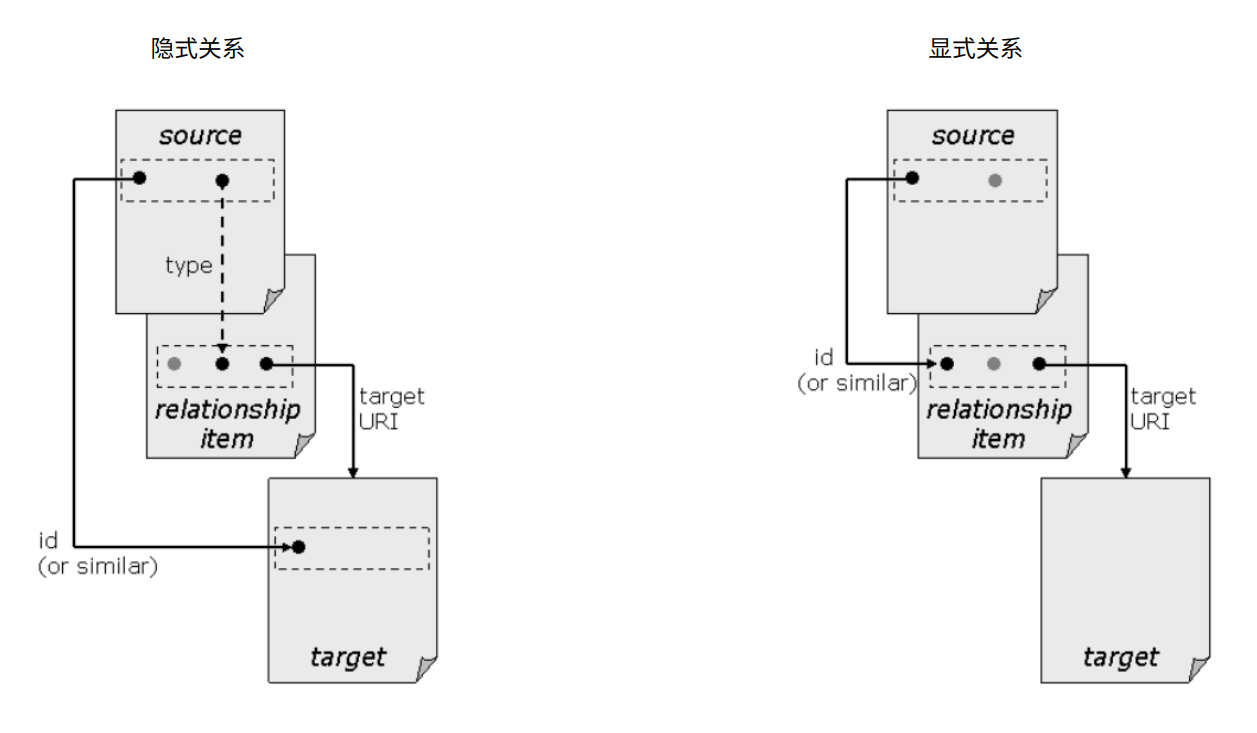 隐式关系
source
type
relationship
item
target
URI
id
(or similar)
target
显式关系
source
id
(or similar)
relationship
item
target
URI
target